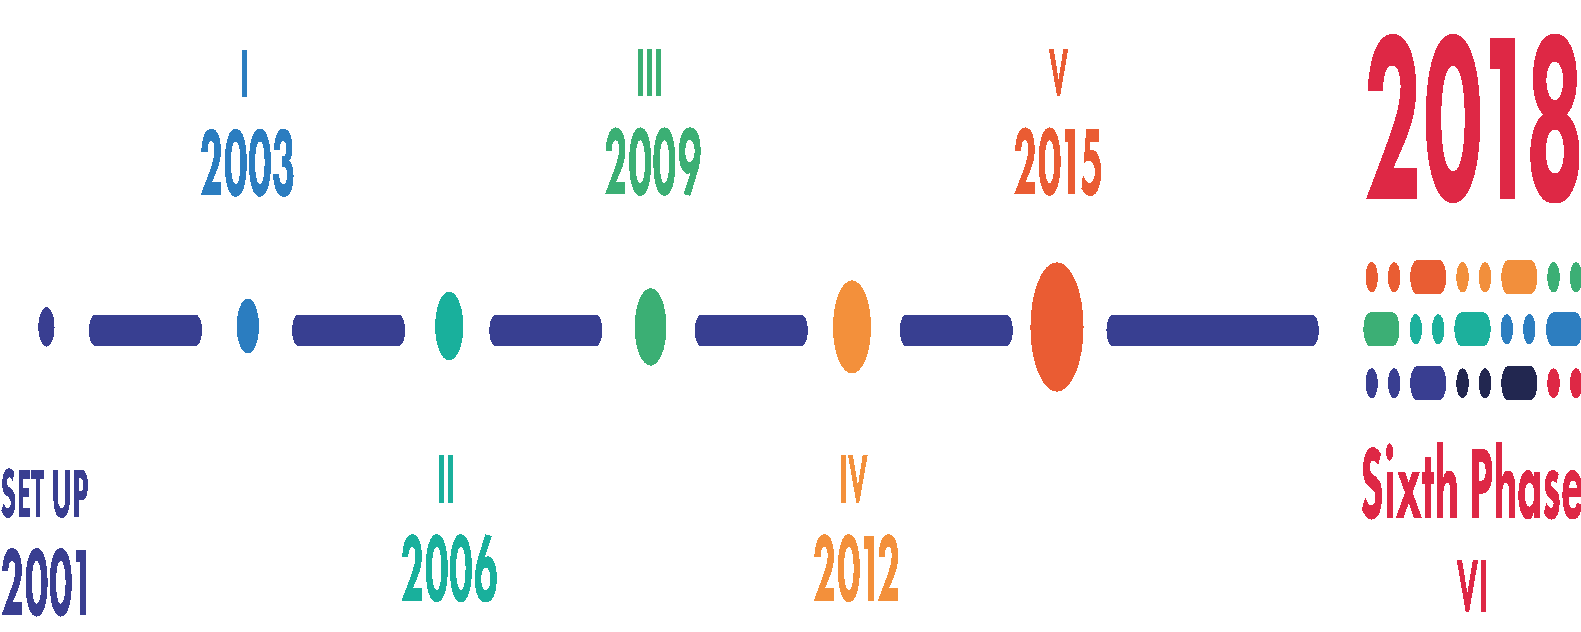 SET UP
2001
I
2003
II
2006
III
2009
IV
2012
V
2015
2018
Sixth Phase
VI